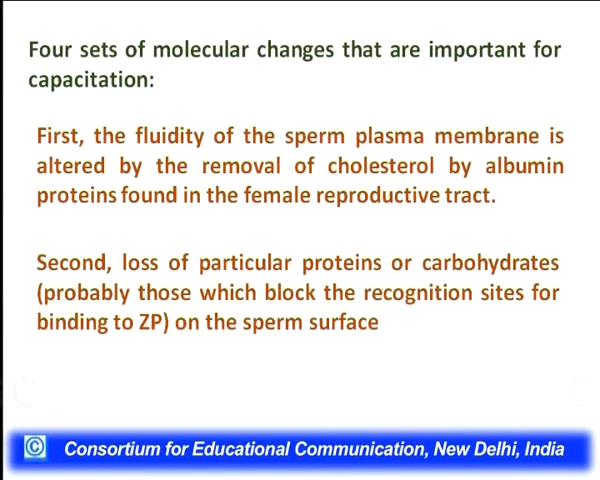 Four sets of molecular changes that are important for
capacitation:
First, the fluidity of the sperm plasma membrane is
altered by the removal of cholesterol by albumin
proteins found in the female reproductive tract.
Second, loss of particular proteins or carbohydrates
(probably those which block the recognition sites for
binding to ZP) on the sperm surface
© Consortium for Educational Communication, New Delhi, India